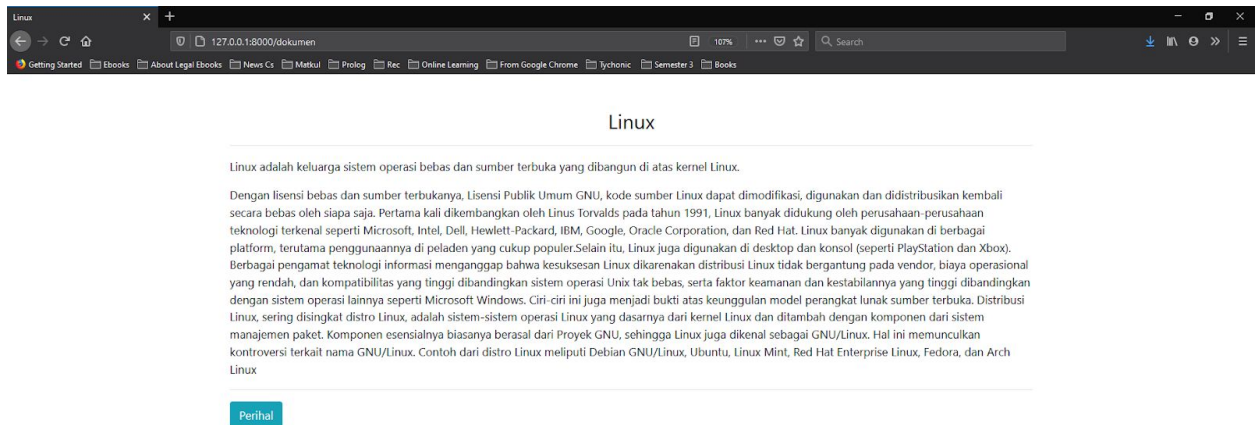 Linux
127.0.0.1:8000/dokumen
107%
Search
Getting Started Ebooks About Legal Ebooks News Cs Matkul Prolog Rec Online Learning From Google Chrome Tychonic Semester 3 Books
Linux
Linux adalah keluarga sistem operasi bebas dan sumber terbuka yang dibangun di atas kernel Linux.
Dengan lisensi bebas dan sumber terbukanya, Lisensi Publik Umum GNU, kode sumber Linux dapat dimodifikasi, digunakan dan didistribusikan kembali
secara bebas oleh siapa saja. Pertama kali dikembangkan oleh Linus Torvalds pada tahun 1991, Linux banyak didukung oleh perusahaan-perusahaan
teknologi terkenal seperti Microsoft, Intel, Dell, Hewlett-Packard, IBM, Google, Oracle Corporation, dan Red Hat. Linux banyak digunakan di berbagai
platform, terutama penggunaannya di peladen yang cukup populer.Selain itu, Linux juga digunakan di desktop dan konsol (seperti PlayStation dan Xbox).
Berbagai pengamat teknologi informasi menganggap bahwa kesuksesan Linux dikarenakan distribusi Linux tidak bergantung pada vendor, biaya operasional
yang rendah, dan kompatibilitas yang tinggi dibandingkan sistem operasi Unix tak bebas, serta faktor keamanan dan kestabilannya yang tinggi dibandingkan
dengan sistem operasi lainnya seperti Microsoft Windows. Ciri-ciri ini juga menjadi bukti atas keunggulan model perangkat lunak sumber terbuka. Distribusi
Linux, sering disingkat distro Linux, adalah sistem-sistem operasi Linux yang dasarnya dari kernel Linux dan ditambah dengan komponen dari sistem
manajemen paket. Komponen esensialnya biasanya berasal dari Proyek GNU, sehingga Linux juga dikenal sebagai GNU/Linux. Hal ini memunculkan
kontroversi terkait nama GNU/Linux. Contoh dari distro Linux meliputi Debian GNU/Linux, Ubuntu, Linux Mint, Red Hat Enterprise Linux, Fedora, dan Arch
Linux
Perihal